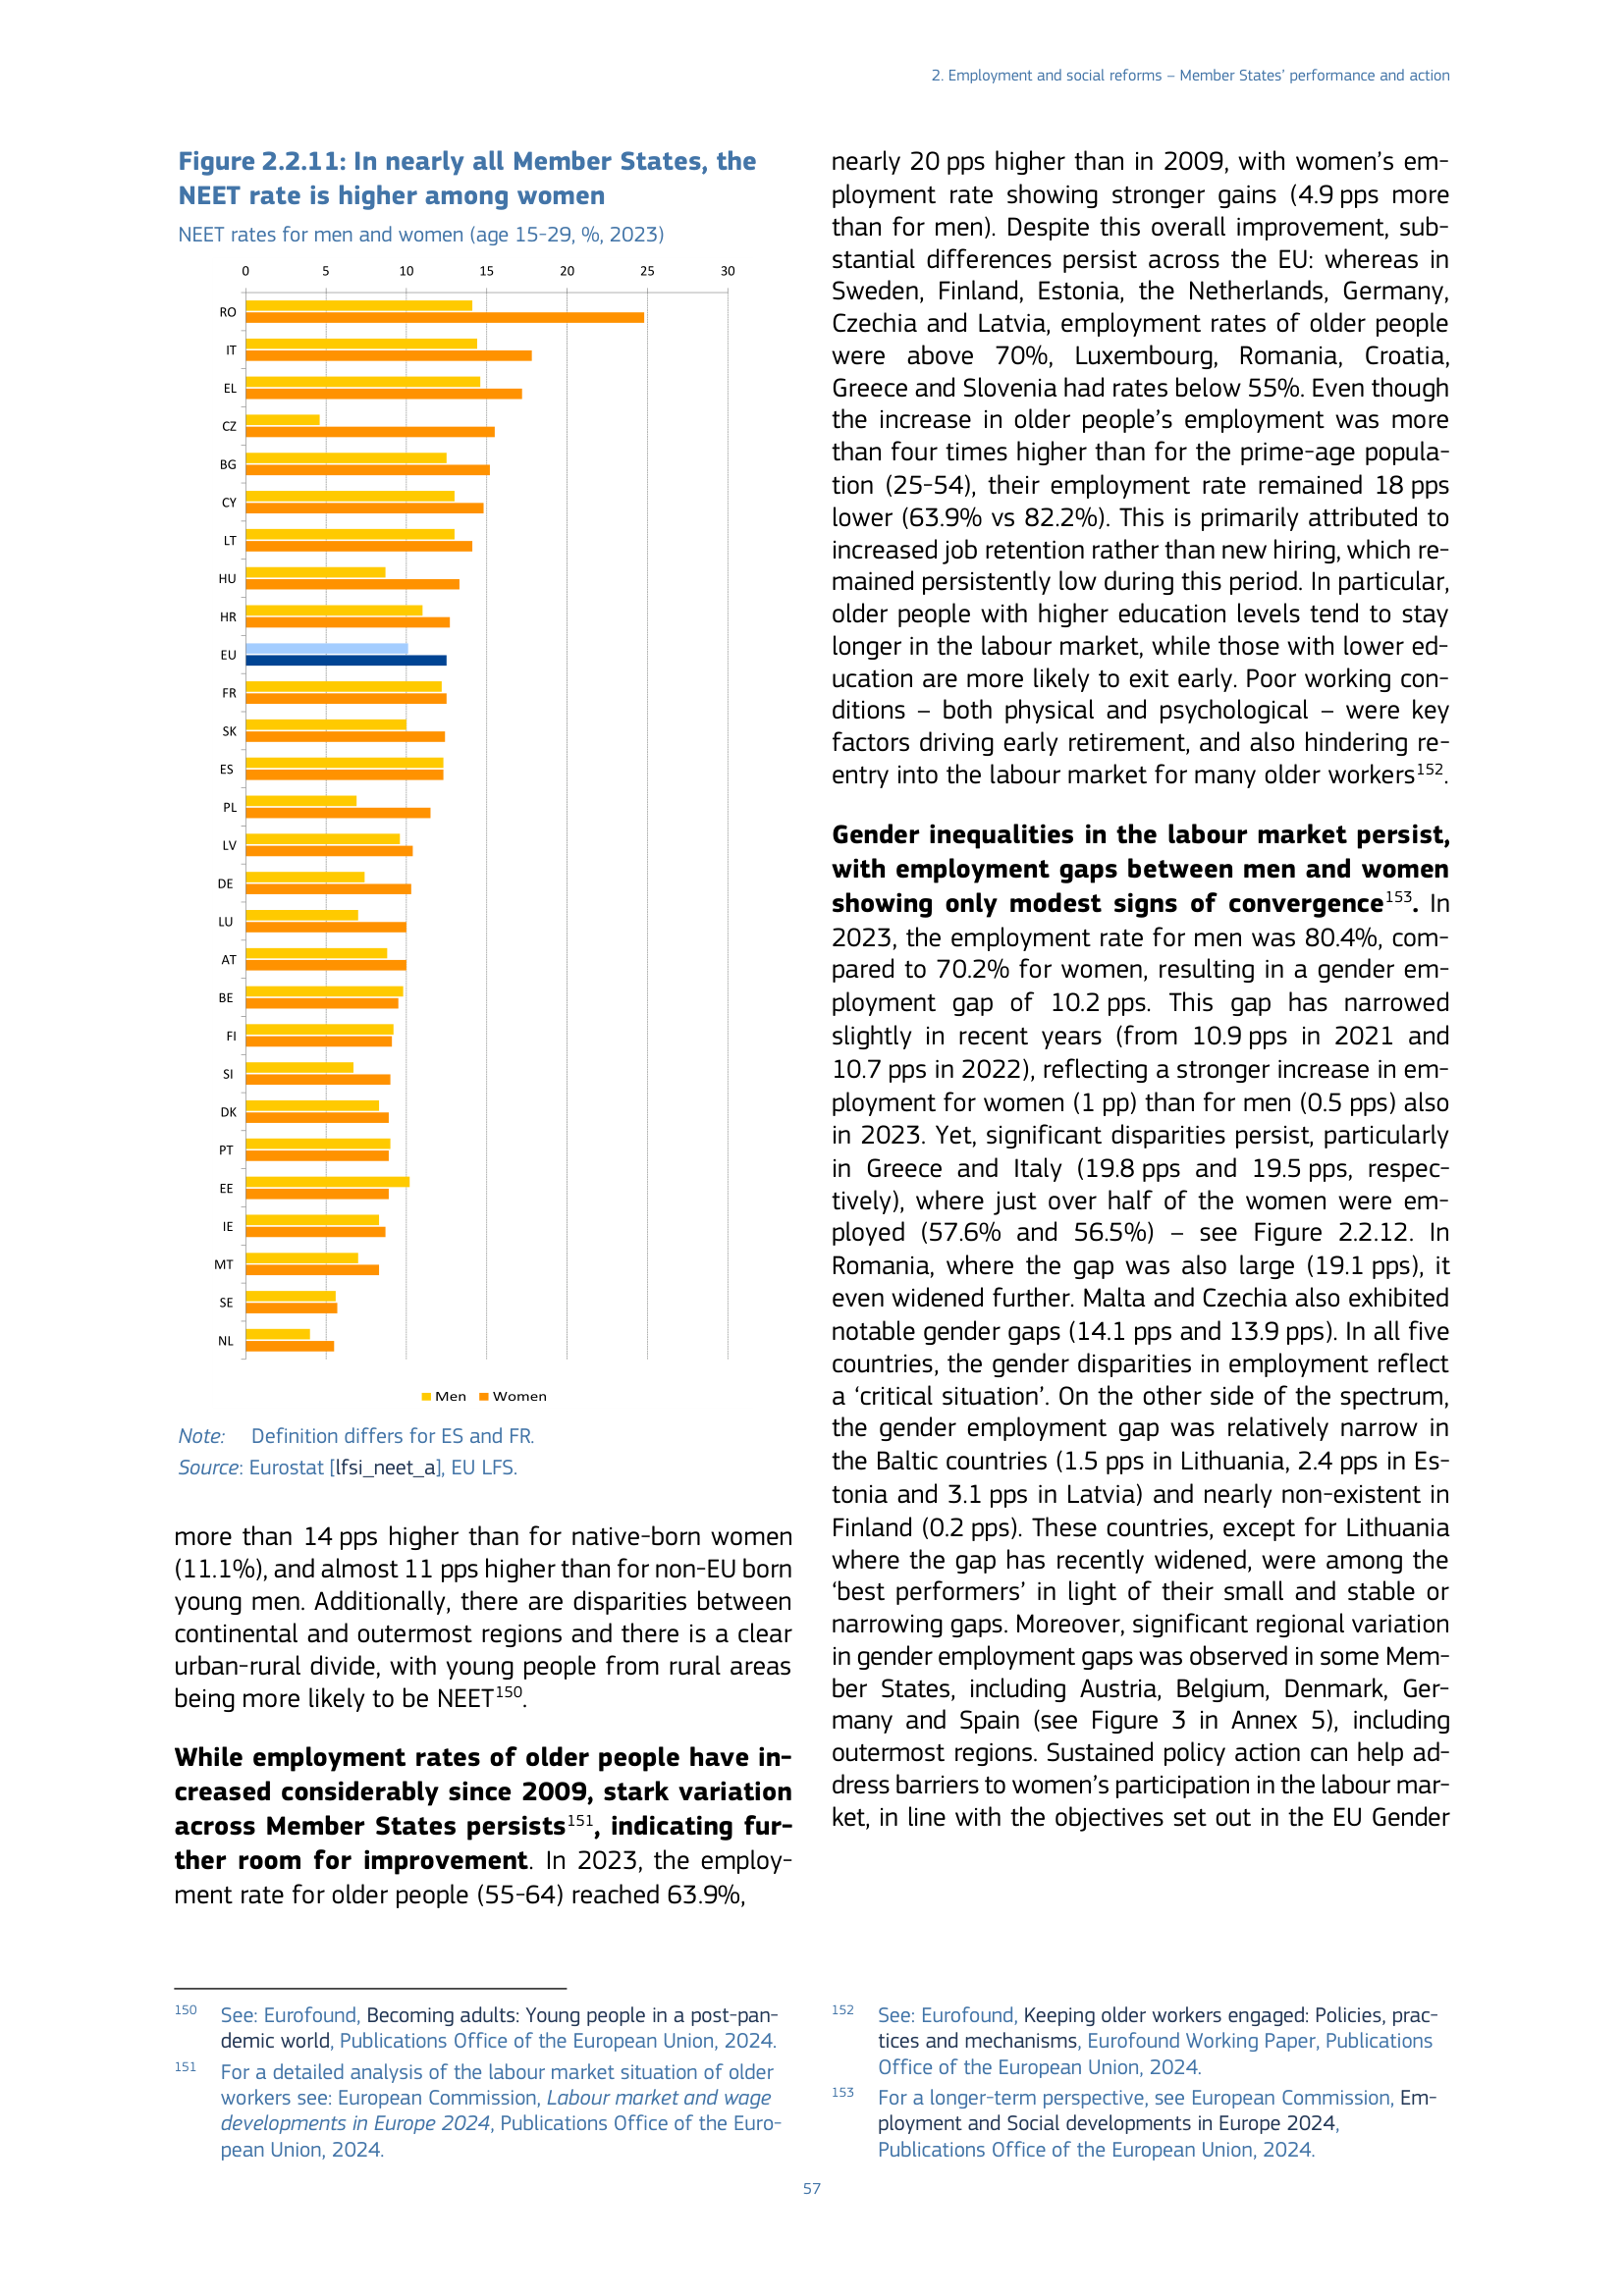 2. Employment and social reforms – Member States’ performance and action
Figure 2.2.11: In nearly all Member States, the
NEET rate is higher among women
NEET rates for men and women (age 15-29, %, 2023)
0 5 10 15 20 25 30
RO
IT
EL
CZ
BG
CY
LT
HU
HR
EU
FR
SK
ES
PL
LV
DE
LU
AT
BE
FI
SI
DK
PT
EE
IE
MT
SE
NL
Men Women
Note: Definition differs for ES and FR.
Source: Eurostat [lfsi_neet_a], EU LFS.
more than 14 pps higher than for native-born women
(11.1%), and almost 11 pps higher than for non-EU born
young men. Additionally, there are disparities between
continental and outermost regions and there is a clear
urban-rural divide, with young people from rural areas
being more likely to be NEET150.
While employment rates of older people have in-
creased considerably since 2009, stark variation
across Member States persists151, indicating fur-
ther room for improvement. In 2023, the employ-
ment rate for older people (55-64) reached 63.9%,
nearly 20 pps higher than in 2009, with women’s em-
ployment rate showing stronger gains (4.9 pps more
than for men). Despite this overall improvement, sub-
stantial differences persist across the EU: whereas in
Sweden, Finland, Estonia, the Netherlands, Germany,
Czechia and Latvia, employment rates of older people
were above 70%, Luxembourg, Romania, Croatia,
Greece and Slovenia had rates below 55%. Even though
the increase in older people’s employment was more
than four times higher than for the prime-age popula-
tion (25-54), their employment rate remained 18 pps
lower (63.9% vs 82.2%). This is primarily attributed to
increased job retention rather than new hiring, which re-
mained persistently low during this period. In particular,
older people with higher education levels tend to stay
longer in the labour market, while those with lower ed-
ucation are more likely to exit early. Poor working con-
ditions – both physical and psychological – were key
factors driving early retirement, and also hindering re-
entry into the labour market for many older workers152.
Gender inequalities in the labour market persist,
with employment gaps between men and women
showing only modest signs of convergence153. In
2023, the employment rate for men was 80.4%, com-
pared to 70.2% for women, resulting in a gender em-
ployment gap of 10.2 pps. This gap has narrowed
slightly in recent years (from 10.9 pps in 2021 and
10.7 pps in 2022), reflecting a stronger increase in em-
ployment for women (1 pp) than for men (0.5 pps) also
in 2023. Yet, significant disparities persist, particularly
in Greece and Italy (19.8 pps and 19.5 pps, respec-
tively), where just over half of the women were em-
ployed (57.6% and 56.5%) – see Figure 2.2.12. In
Romania, where the gap was also large (19.1 pps), it
even widened further. Malta and Czechia also exhibited
notable gender gaps (14.1 pps and 13.9 pps). In all five
countries, the gender disparities in employment reflect
a ‘critical situation’. On the other side of the spectrum,
the gender employment gap was relatively narrow in
the Baltic countries (1.5 pps in Lithuania, 2.4 pps in Es-
tonia and 3.1 pps in Latvia) and nearly non-existent in
Finland (0.2 pps). These countries, except for Lithuania
where the gap has recently widened, were among the
‘best performers’ in light of their small and stable or
narrowing gaps. Moreover, significant regional variation
in gender employment gaps was observed in some Mem-
ber States, including Austria, Belgium, Denmark, Ger-
many and Spain (see Figure 3 in Annex 5), including
outermost regions. Sustained policy action can help ad-
dress barriers to women’s participation in the labour mar-
ket, in line with the objectives set out in the EU Gender
150 See: Eurofound, Becoming adults: Young people in a post-pan-
demic world, Publications Office of the European Union, 2024.
151 For a detailed analysis of the labour market situation of older
workers see: European Commission, Labour market and wage
developments in Europe 2024, Publications Office of the Euro-
pean Union, 2024.
152 See: Eurofound, Keeping older workers engaged: Policies, prac-
tices and mechanisms, Eurofound Working Paper, Publications
Office of the European Union, 2024.
153 For a longer-term perspective, see European Commission, Em-
ployment and Social developments in Europe 2024,
Publications Office of the European Union, 2024.
57